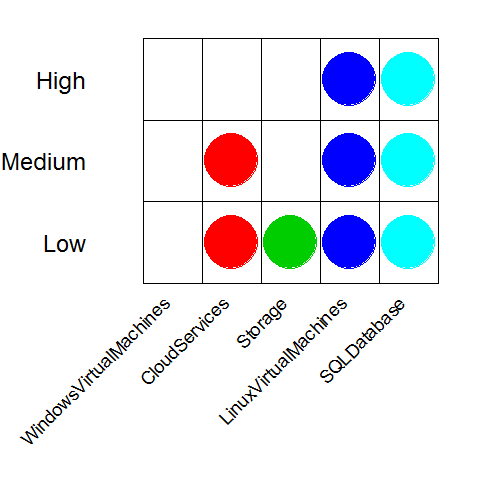 High
Medium
Low
WindowsVirtualMachines
CloudServices
Storage
LinuxVirtualMachines
SQLDatabase